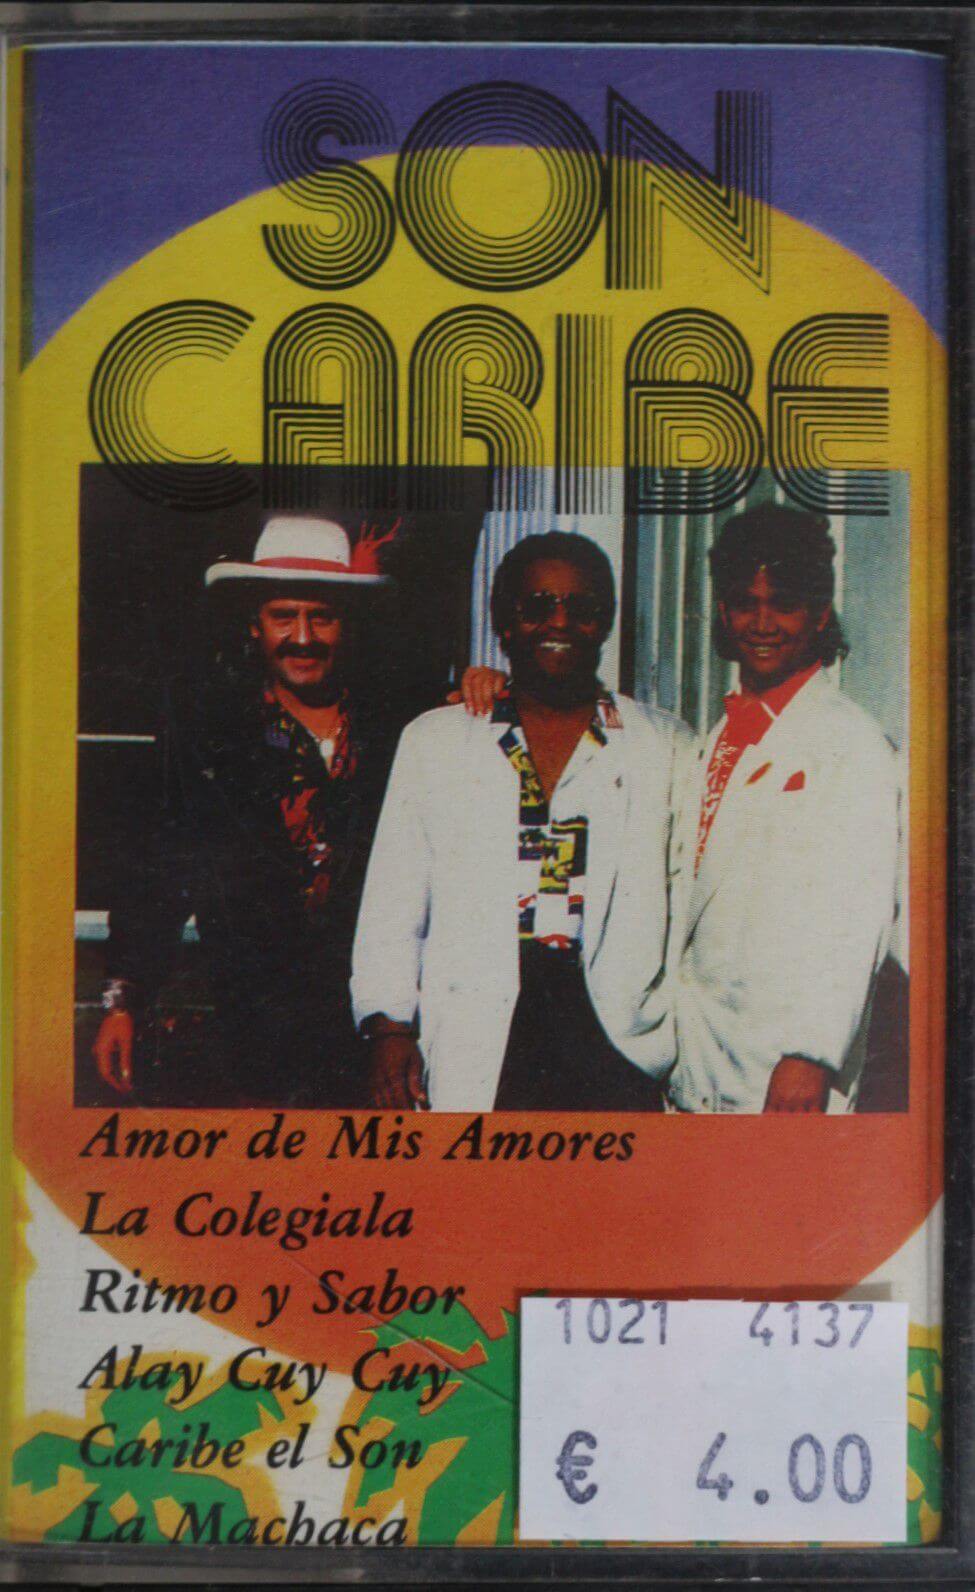 SON
CARIBE
Amor de Mis Amores
La Colegiala
Ritmo y Sabor
Alay Cuy Cuy
Caribe el Son
La Machaca
1021 4137
€ 4.00